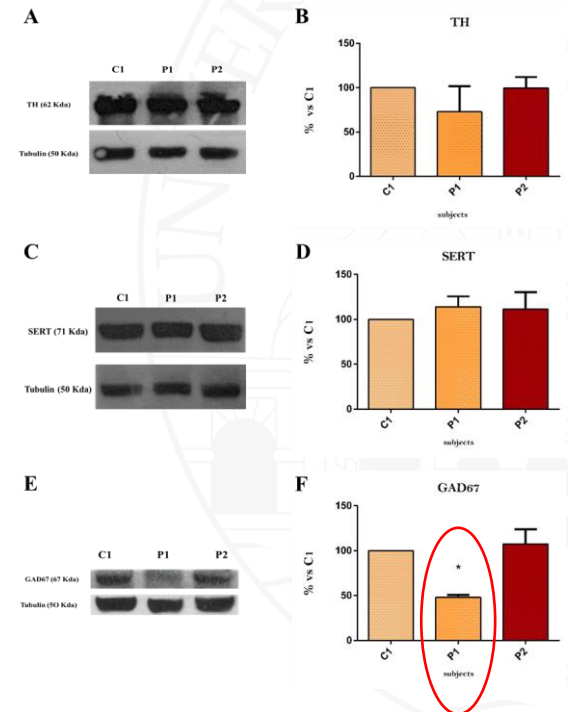 A
C1 P1 P2
TH (62 Kda)
Tubulin (50 Kda)
B
TH
150
100
50
0
% vs C1
C1 P1 P2
subjects
C
C1 P1 P2
SERT (71 Kda)
Tubulin (50 Kda)
D
SERT
150
100
50
0
% vs C1
C1 P1 P2
subjects
E
C1 P1 P2
GAD67 (67 Kda)
Tubulin (5O Kda)
F
GAD67
150
100
50
0
% vs C1
*
C1 P1 P2
subjects